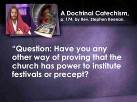 A Doctrinal Catechism,
p. 174, by Rev. Stephen Keenan.
“Question: Have you any
other way of proving that the
church has power to institute
festivals or precept?